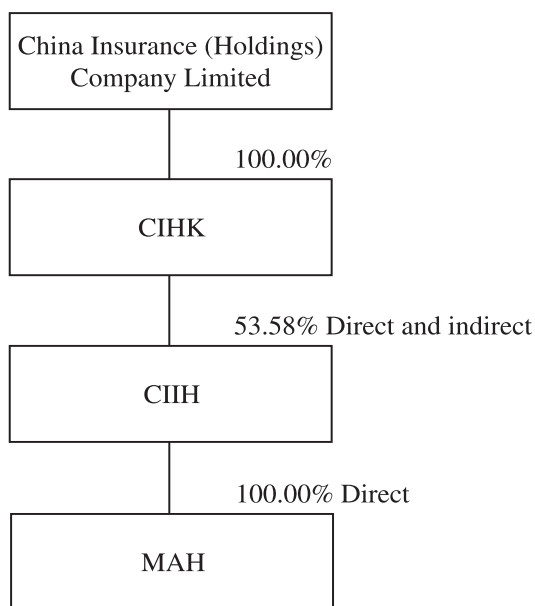 China Insurance (Holdings)
Company Limited
100.00%
CIHK
53.58% Direct and indirect
CIIH
100.00% Direct
MAH